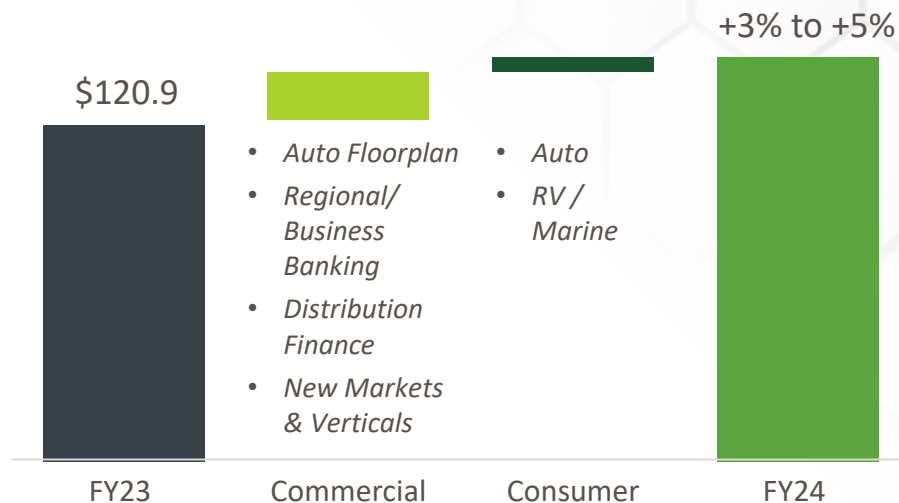 +3% to +5%
$120.9
• Auto Floorplan
• Regional/
Business
Banking
• Distribution
Finance
• New Markets
& Verticals
• Auto
• RV /
Marine
FY23
Commercial
Consumer
FY24